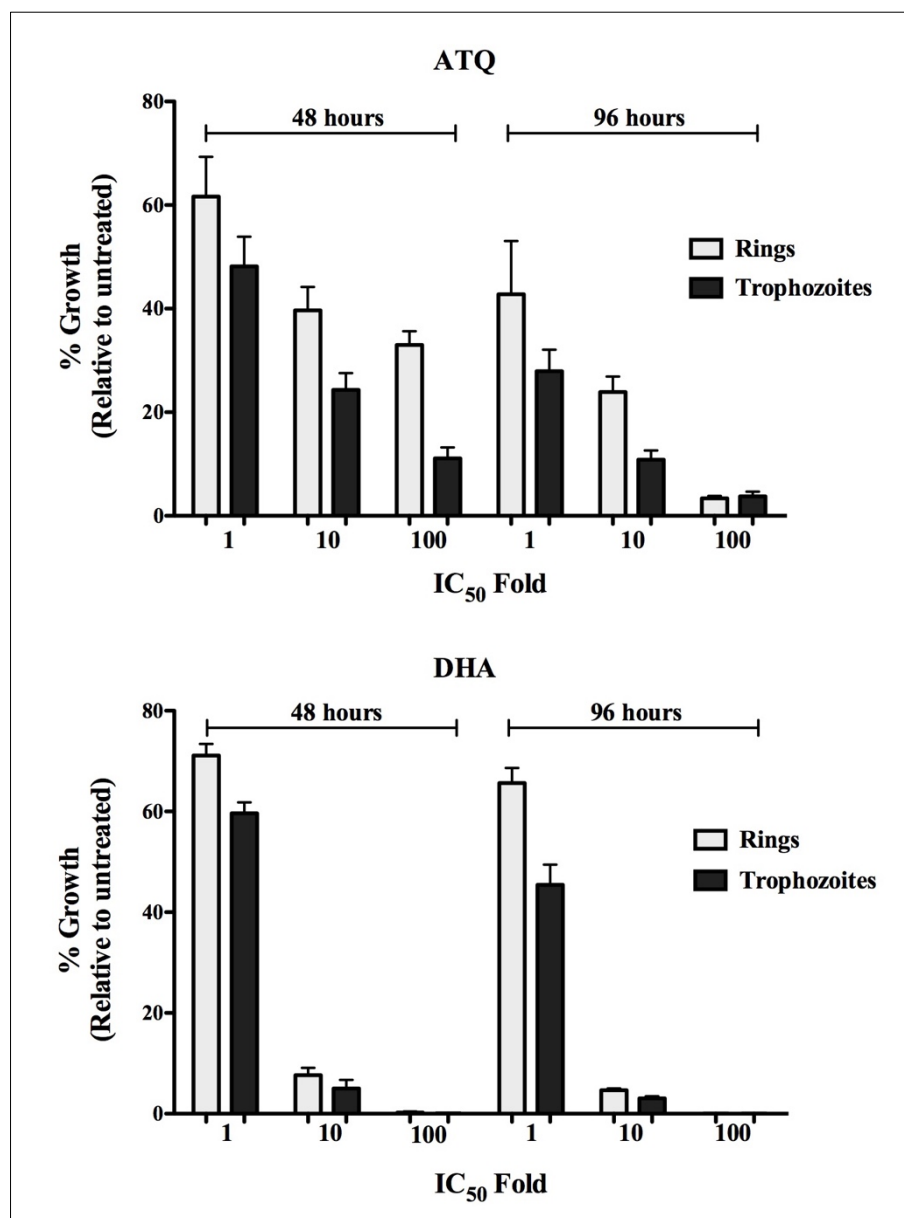 ATQ
80
48 hours
96 hours
60
Rings
Trophozoites
40
% Growth
(Relative to untreated)
20
0
1 10 100 1 10 100
IC50 Fold
DHA
80
48 hours
96 hours
60
Rings
Trophozoites
40
% Growth
(Relative to untreated)
20
0
1 10 100 1 10 100
IC50 Fold